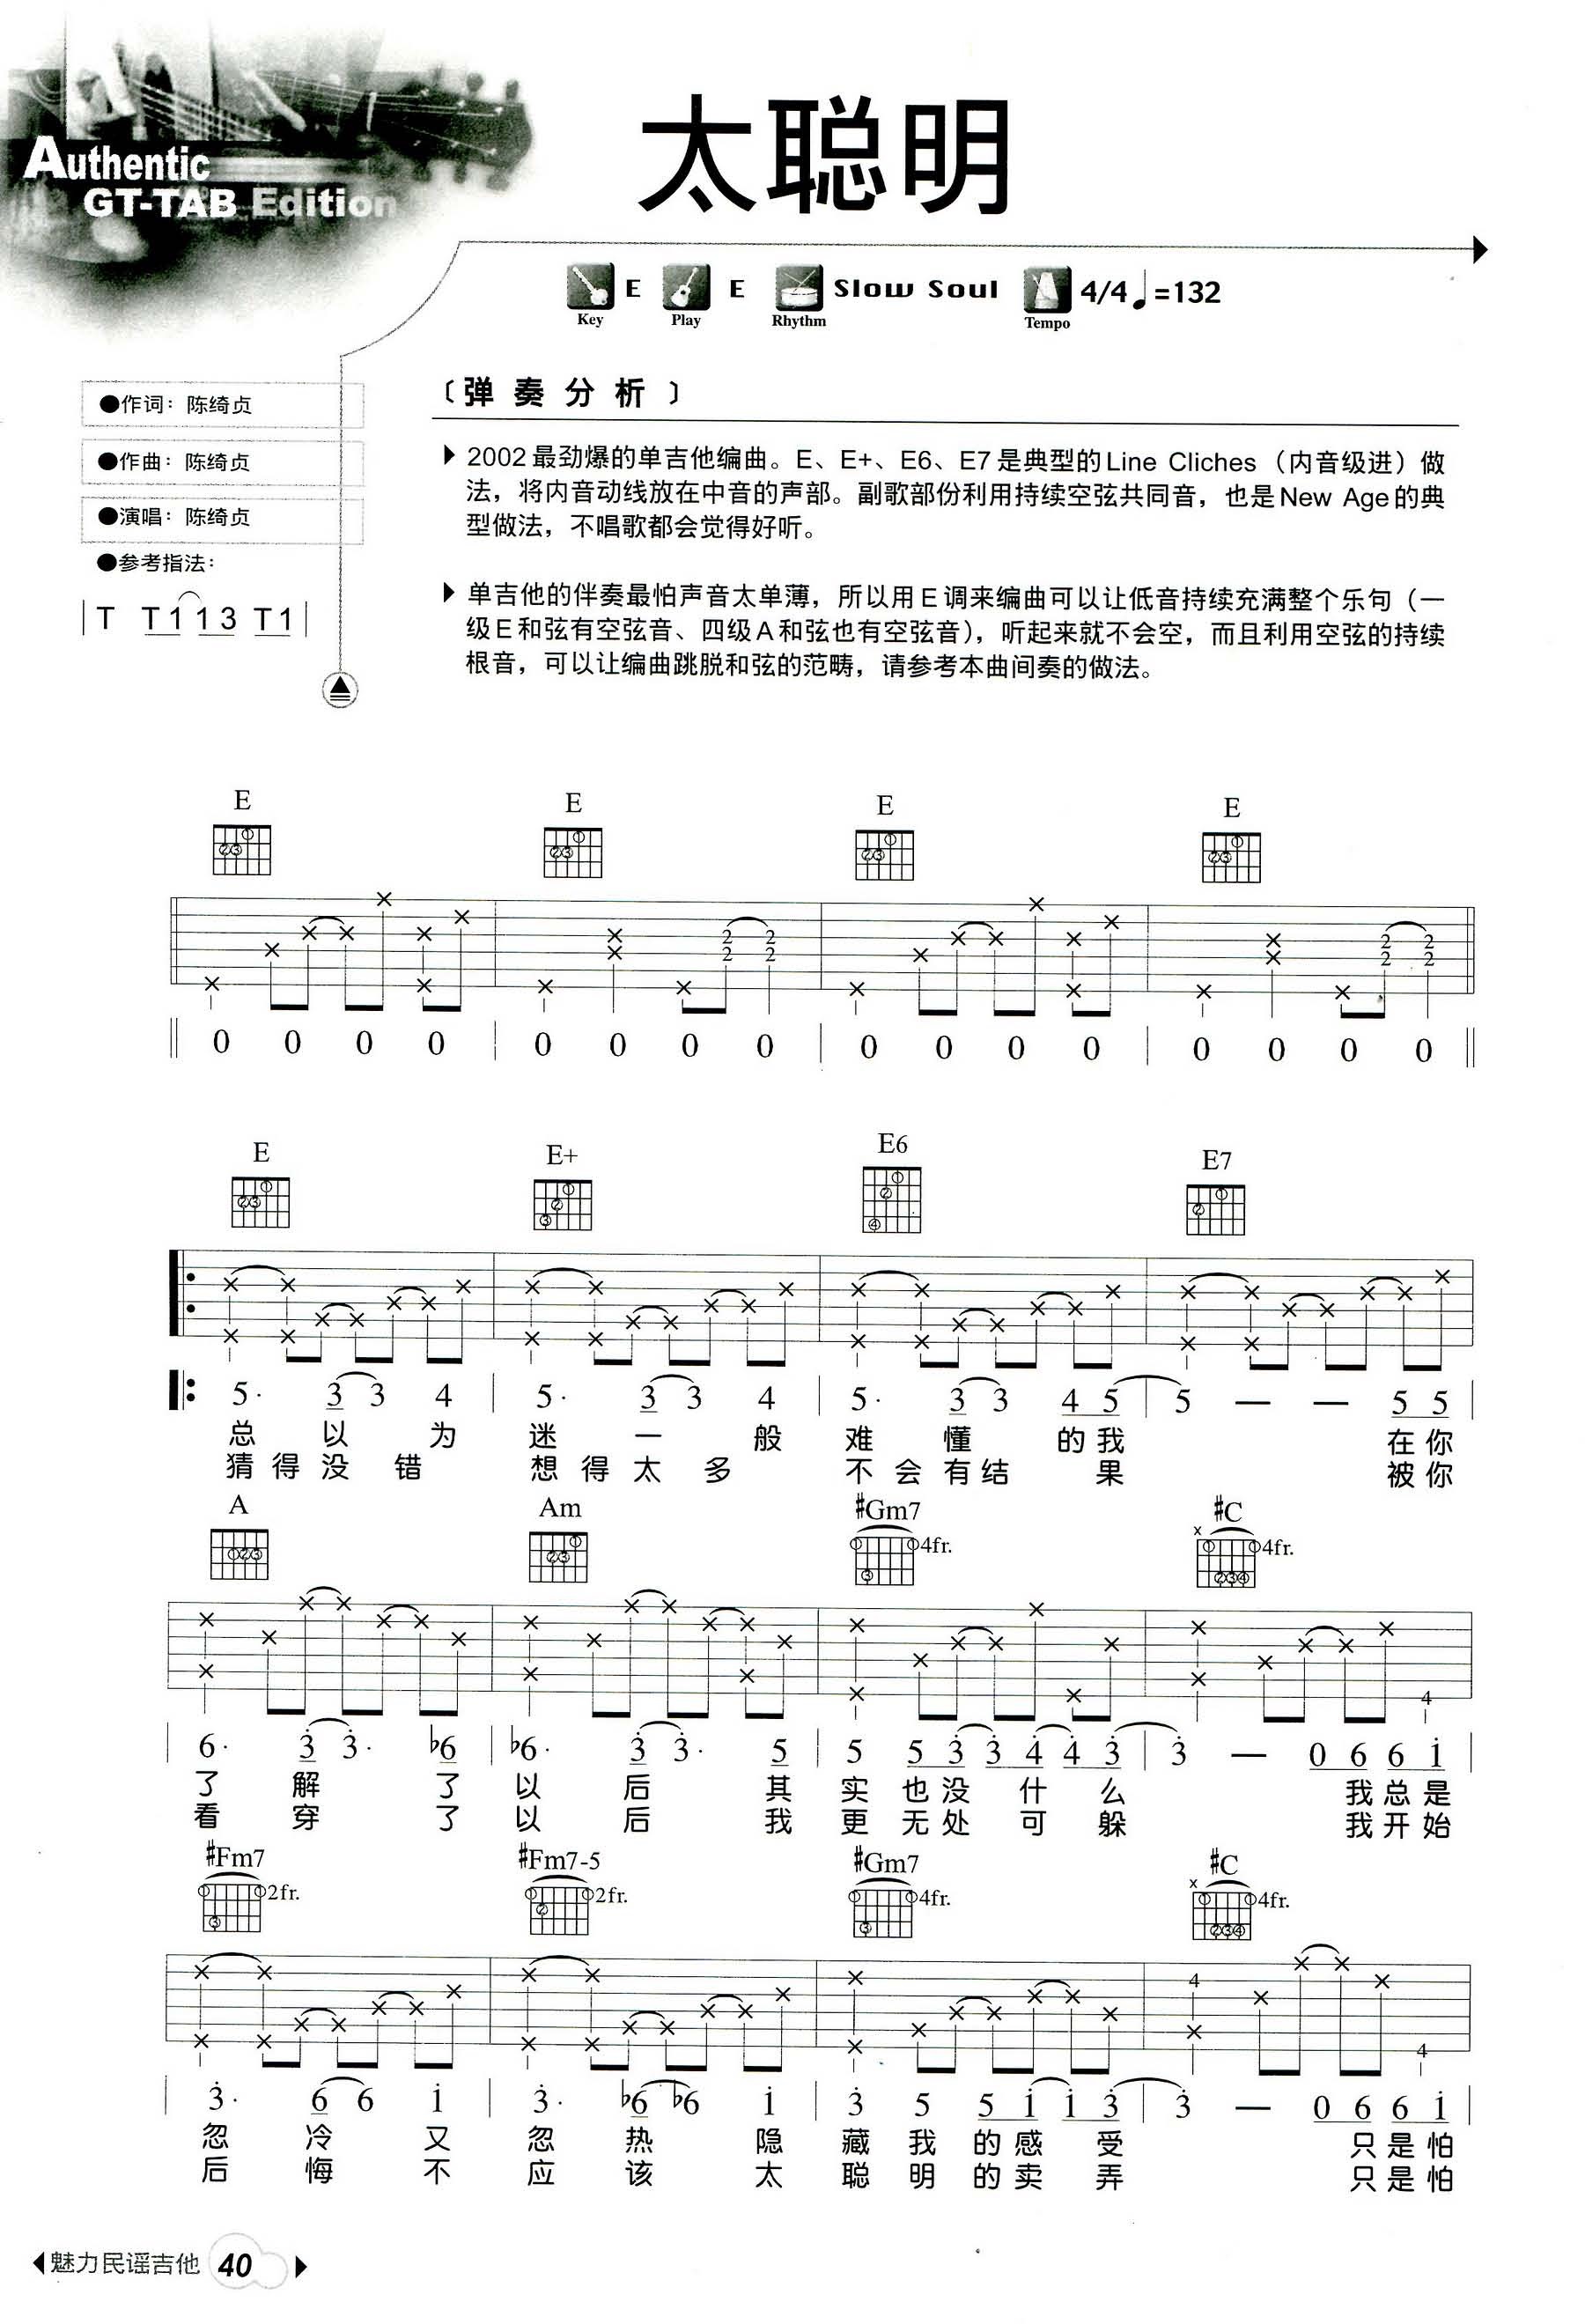 Authentic
GT-TAB Edition
太聪明
E E Slow Soul 4/4 ♩=132
Key Play Rhythm Tempo
●作词：陈绮贞
●作曲：陈绮贞
●演唱：陈绮贞
●参考指法：
| T T1 1 3 T1 |
〔弹奏分析〕
2002最劲爆的单吉他编曲。E、E+、E6、E7是典型的Line Cliches（内音级进）做
法，将内音动线放在中音的声部。副歌部份利用持续空弦共同音，也是New Age的典
型做法，不唱歌都会觉得好听。
单吉他的伴奏最怕声音太单薄，所以用E调来编曲可以让低音持续充满整个乐句（一
级E和弦有空弦音、四级A和弦也有空弦音），听起来就不会空，而且利用空弦的持续
根音，可以让编曲跳脱和弦的范畴，请参考本曲间奏的做法。
E E E E
2 2 2 2
2 2 2 2
0 0 0 0 | 0 0 0 0 | 0 0 0 0 | 0 0 0 0
E E+ E6 E7
5· 3 3 4 | 5· 3 3 4 | 5· 3 3 4 5 | 5 — — 5 5 |
总 以 为 迷 一 般 难 懂 的 我 在 你
猜 得 没 错 想 得 太 多 不 会 有 结 果 被 你
A Am #Gm7 #C
4fr. x 4fr.
4
| 6· 3̇ 3̇· ♭6 | ♭6· 3̇ 3̇· 5 | 5 5 3̇ 3̇ 4̇ 4̇ 3̇ | 3̇ — 0 6 6 1̇ |
了 解 了 以 后 其 实 也 没 什 么 我 总 是
看 穿 了 以 后 我 更 无 处 可 躲 我 开 始
#Fm7 #Fm7-5 #Gm7 #C
2fr. 2fr. 4fr. x 4fr.
4
4
| 3̇· 6 6 1̇ | 3̇· ♭6 ♭6 1̇ | 3̇ 5 5 1̇ 1̇ 3̇ | 3̇ — 0 6 6 1̇ |
忽 冷 又 忽 热 隐 藏 我 的 感 受 只 是 怕
后 悔 不 应 该 太 聪 明 的 卖 弄 只 是 怕
魅力民谣吉他 40